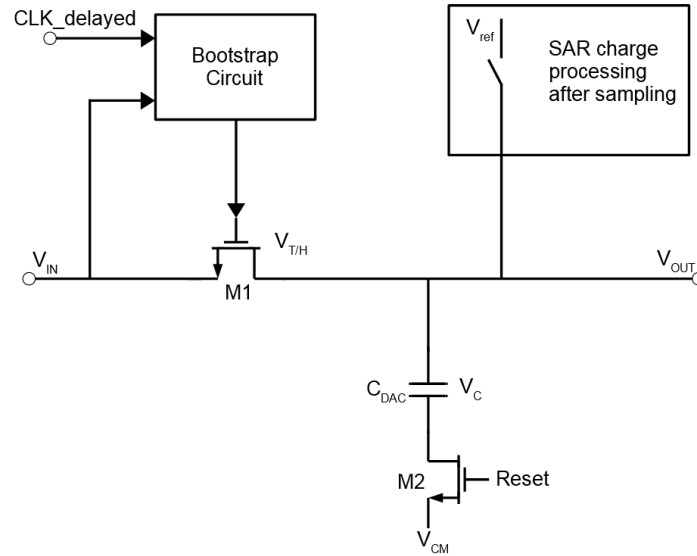 CLK_delayed
Bootstrap
Circuit
V_ref
SAR charge
processing
after sampling
V_IN
V_T/H
V_OUT
M1
C_DAC
V_C
M2
Reset
V_CM